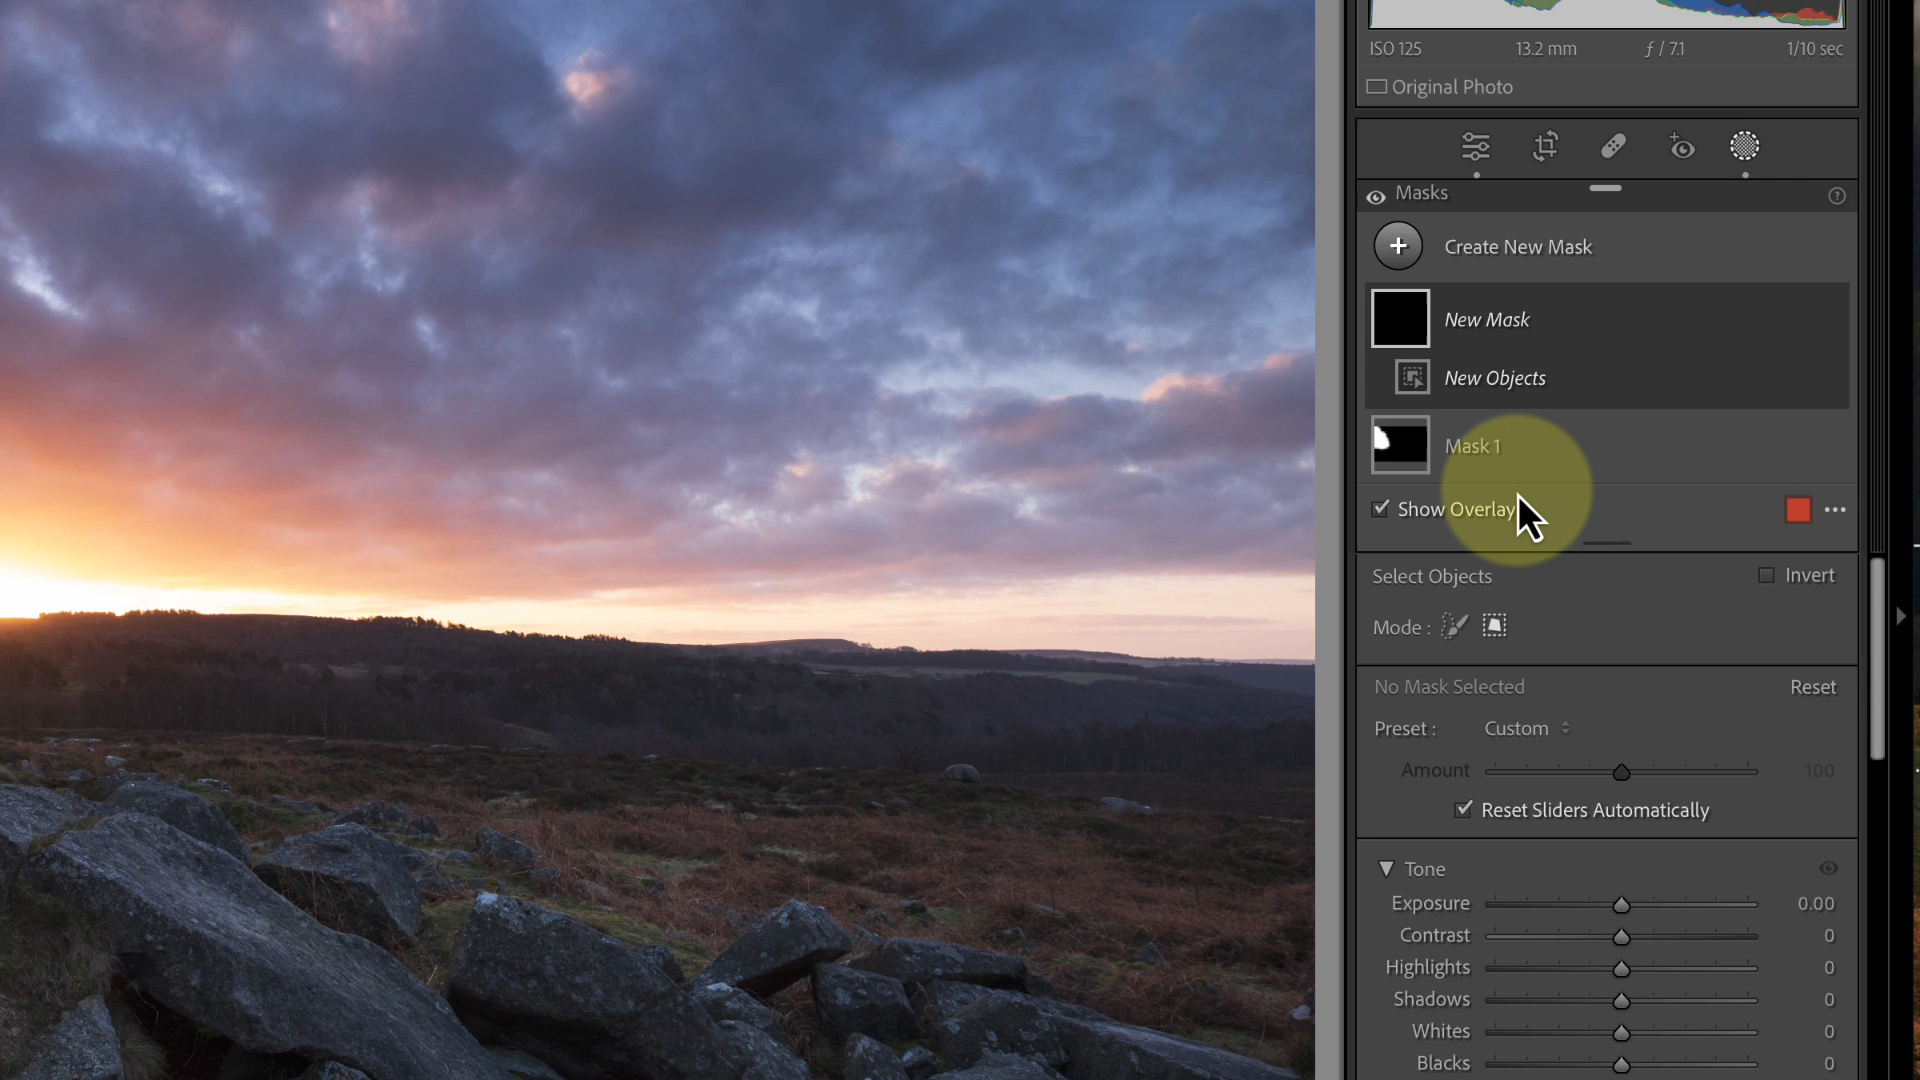 ISO 125 13.2 mm ƒ / 7.1 1/10 sec
Original Photo
Masks
Create New Mask
New Mask
New Objects
Mask 1
Show Overlay
Select Objects Invert
Mode :
No Mask Selected Reset
Preset : Custom
Amount 100
Reset Sliders Automatically
Tone
Exposure 0.00
Contrast 0
Highlights 0
Shadows 0
Whites 0
Blacks 0